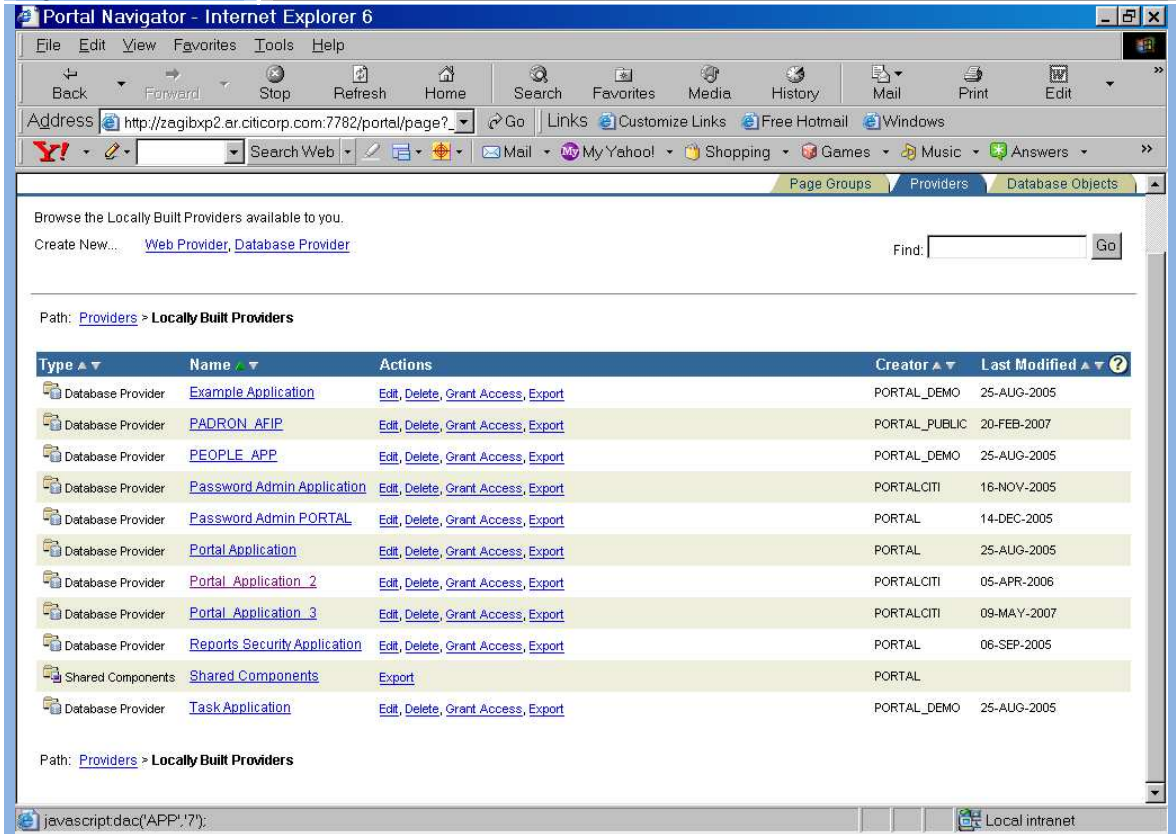 Portal Navigator - Internet Explorer 6
File Edit View Favorites Tools Help
Back Forward Stop Refresh Home Search Favorites Media History Mail Print Edit »
Address http://zagibxp2.ar.citicorp.com:7782/portal/page?_ Go Links Customize Links Free Hotmail Windows
Y! Search Web Mail My Yahoo! Shopping Games Music Answers »
Page Groups Providers Database Objects
Browse the Locally Built Providers available to you.
Create New... Web Provider, Database Provider
Find: Go
Path: Providers > Locally Built Providers
Type Name Actions Creator Last Modified ?
Database Provider Example Application Edit, Delete, Grant Access, Export PORTAL_DEMO 25-AUG-2005
Database Provider PADRON_AFIP Edit, Delete, Grant Access, Export PORTAL_PUBLIC 20-FEB-2007
Database Provider PEOPLE_APP Edit, Delete, Grant Access, Export PORTAL_DEMO 25-AUG-2005
Database Provider Password Admin Application Edit, Delete, Grant Access, Export PORTALCITI 16-NOV-2005
Database Provider Password Admin PORTAL Edit, Delete, Grant Access, Export PORTAL 14-DEC-2005
Database Provider Portal Application Edit, Delete, Grant Access, Export PORTAL 25-AUG-2005
Database Provider Portal_Application_2 Edit, Delete, Grant Access, Export PORTALCITI 05-APR-2006
Database Provider Portal_Application_3 Edit, Delete, Grant Access, Export PORTALCITI 09-MAY-2007
Database Provider Reports Security Application Edit, Delete, Grant Access, Export PORTAL 06-SEP-2005
Shared Components Shared Components Export PORTAL
Database Provider Task Application Edit, Delete, Grant Access, Export PORTAL_DEMO 25-AUG-2005
Path: Providers > Locally Built Providers
javascript:dac('APP','7'); Local intranet